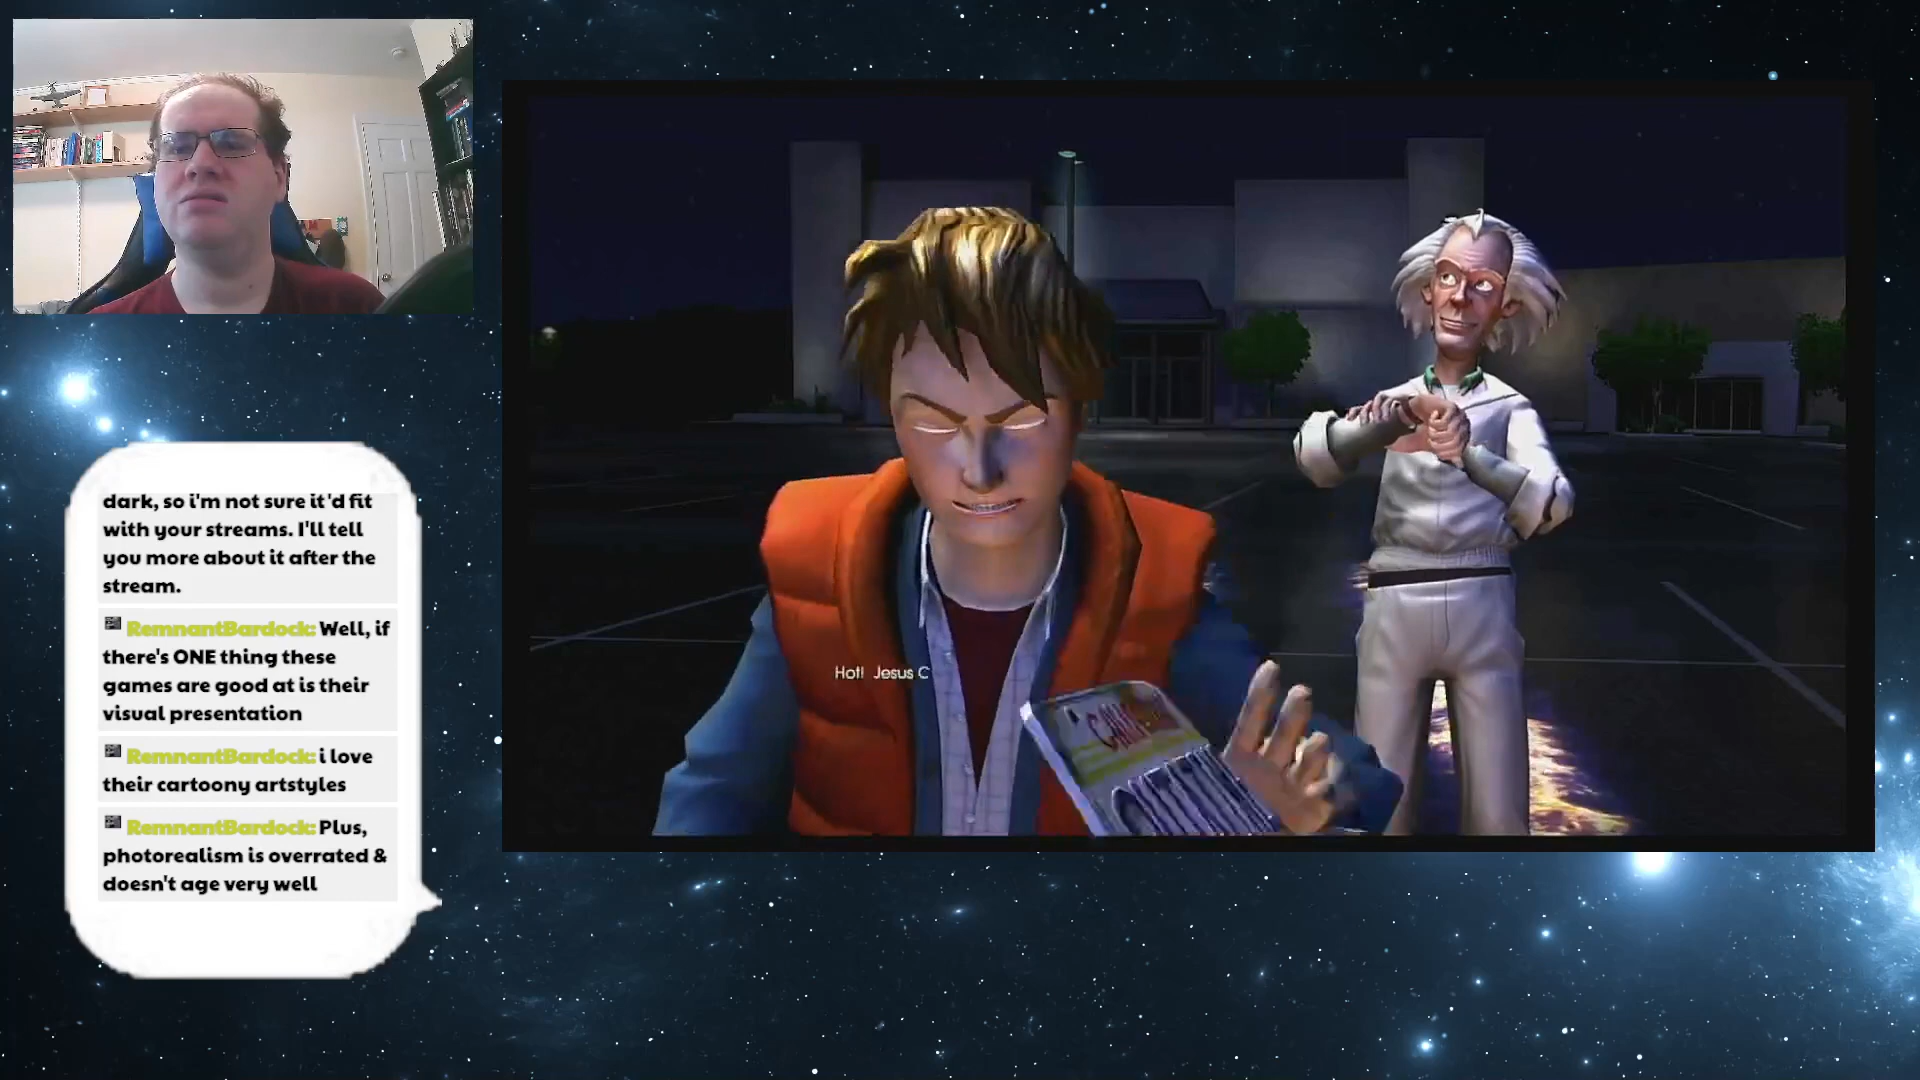 dark, so i'm not sure it'd fit
with your streams. I'll tell
you more about it after the
stream.
RemnantBardock: Well, if
there's ONE thing these
games are good at is their
visual presentation
RemnantBardock: i love
their cartoony artstyles
RemnantBardock: Plus,
photorealism is overrated &
doesn't age very well
Hot! Jesus C